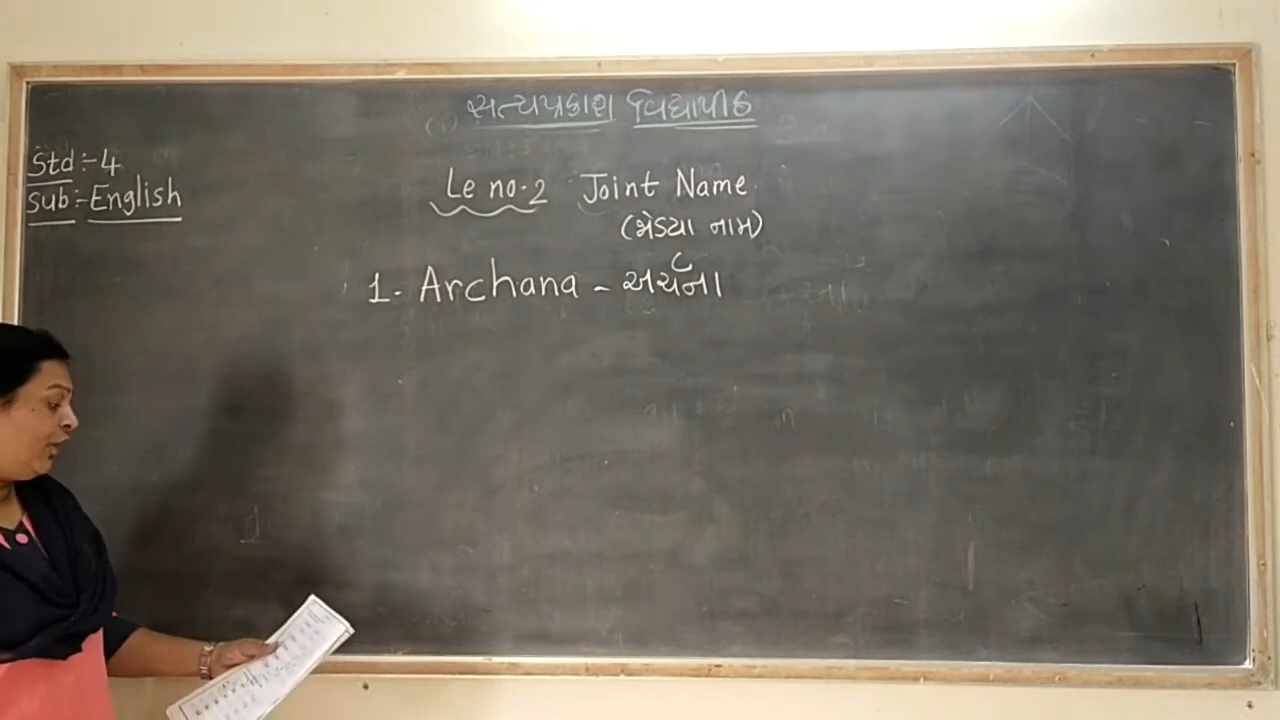 સત્યપ્રકાશ વિદ્યાપીઠ
Std :- 4
Sub :- English
Le no. 2 Joint Name
(જોડ્યા નામ)
1. Archana - અર્ચના